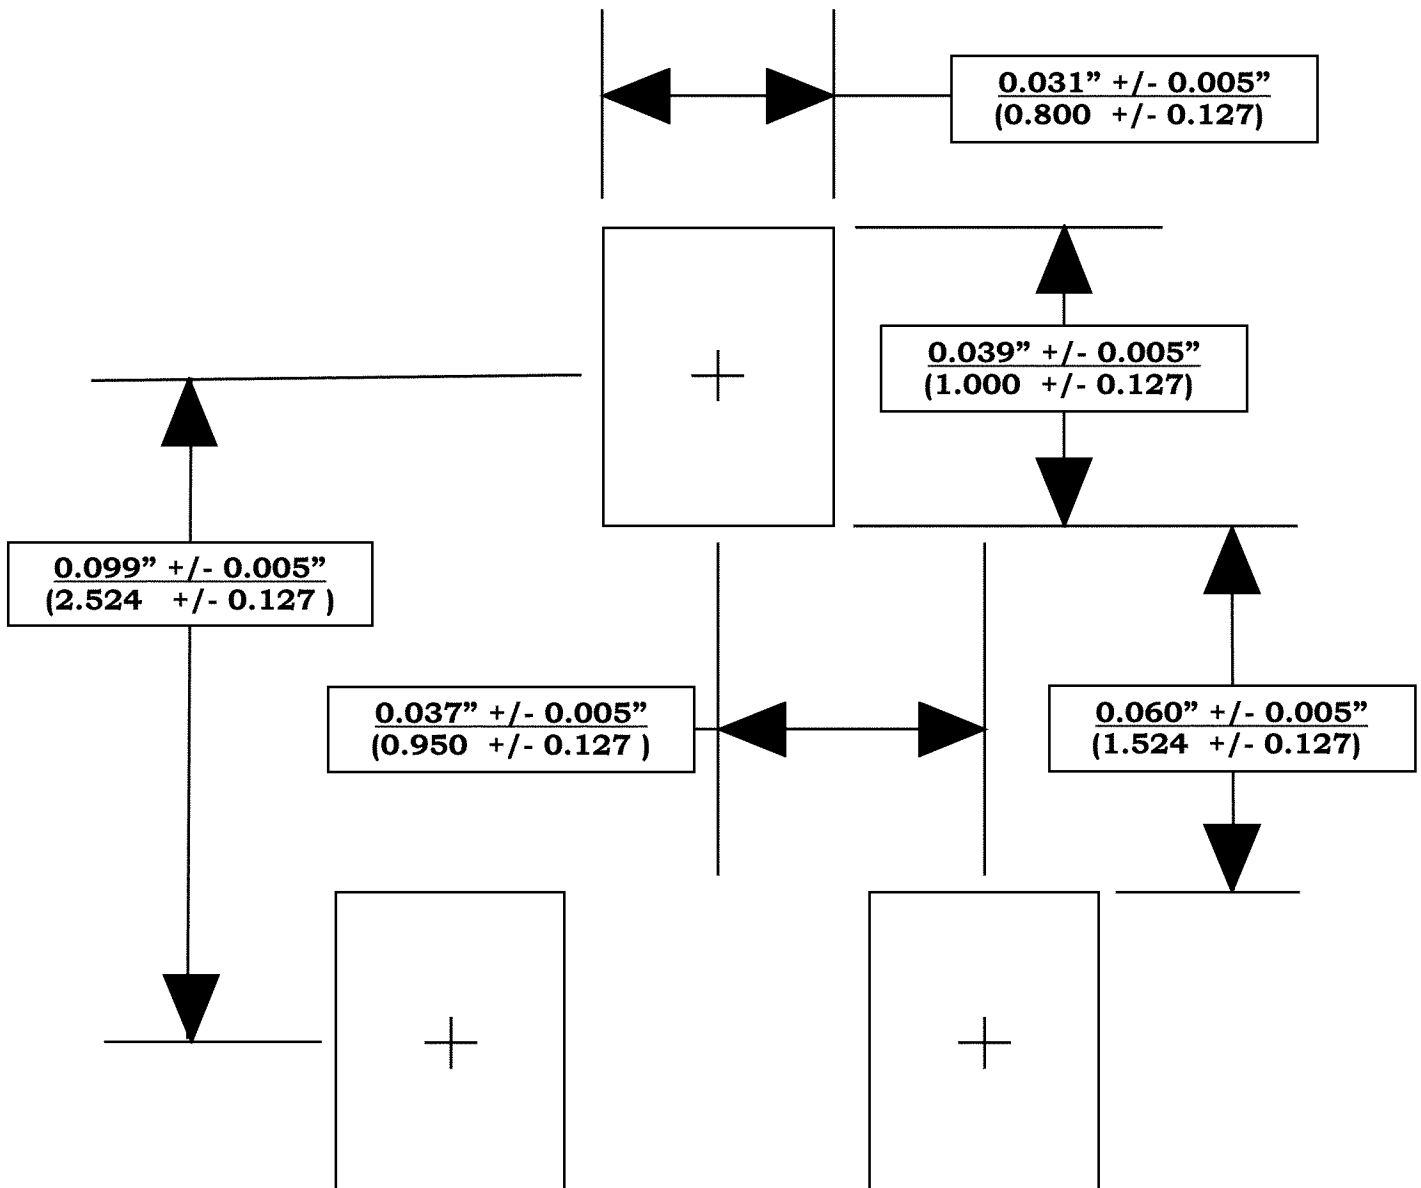 0.031” +/- 0.005”
(0.800 +/- 0.127)
0.039” +/- 0.005”
(1.000 +/- 0.127)
0.099” +/- 0.005”
(2.524 +/- 0.127 )
0.037” +/- 0.005”
(0.950 +/- 0.127 )
0.060” +/- 0.005”
(1.524 +/- 0.127)